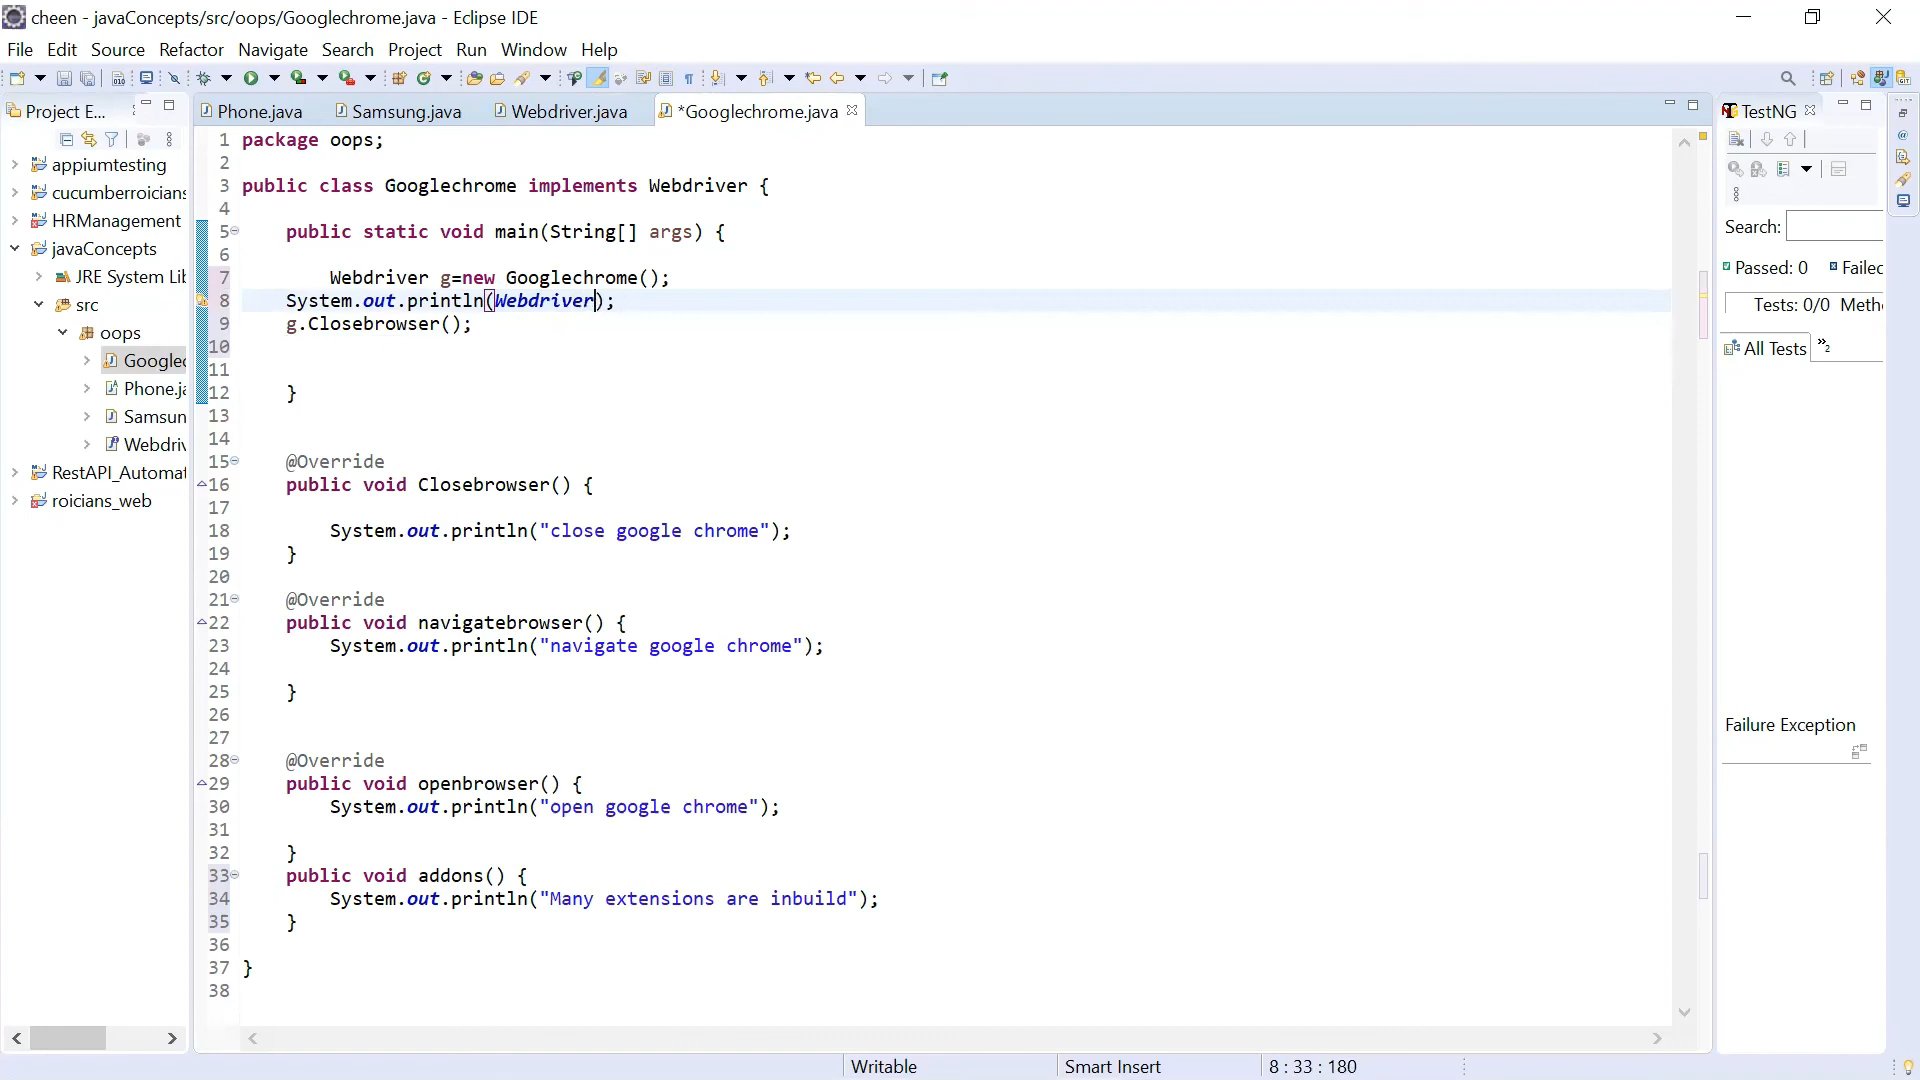 cheen - javaConcepts/src/oops/Googlechrome.java - Eclipse IDE
File Edit Source Refactor Navigate Search Project Run Window Help
Project E...
Phone.java Samsung.java Webdriver.java *Googlechrome.java
TestNG
appiumtesting
cucumberroicians
HRManagement
javaConcepts
JRE System Lib
src
oops
Googlec
Phone.ja
Samsun
Webdriv
RestAPI_Automat
roicians_web
1 package oops;
2
3 public class Googlechrome implements Webdriver {
4
5 public static void main(String[] args) {
6
7 Webdriver g=new Googlechrome();
8 System.out.println(Webdriver);
9 g.Closebrowser();
10
11
12 }
13
14
15 @Override
16 public void Closebrowser() {
17
18 System.out.println("close google chrome");
19 }
20
21 @Override
22 public void navigatebrowser() {
23 System.out.println("navigate google chrome");
24
25 }
26
27
28 @Override
29 public void openbrowser() {
30 System.out.println("open google chrome");
31
32 }
33 public void addons() {
34 System.out.println("Many extensions are inbuild");
35 }
36
37 }
38
Search:
Passed: 0 Failed
Tests: 0/0 Metho
All Tests »2
Failure Exception
Writable Smart Insert 8 : 33 : 180